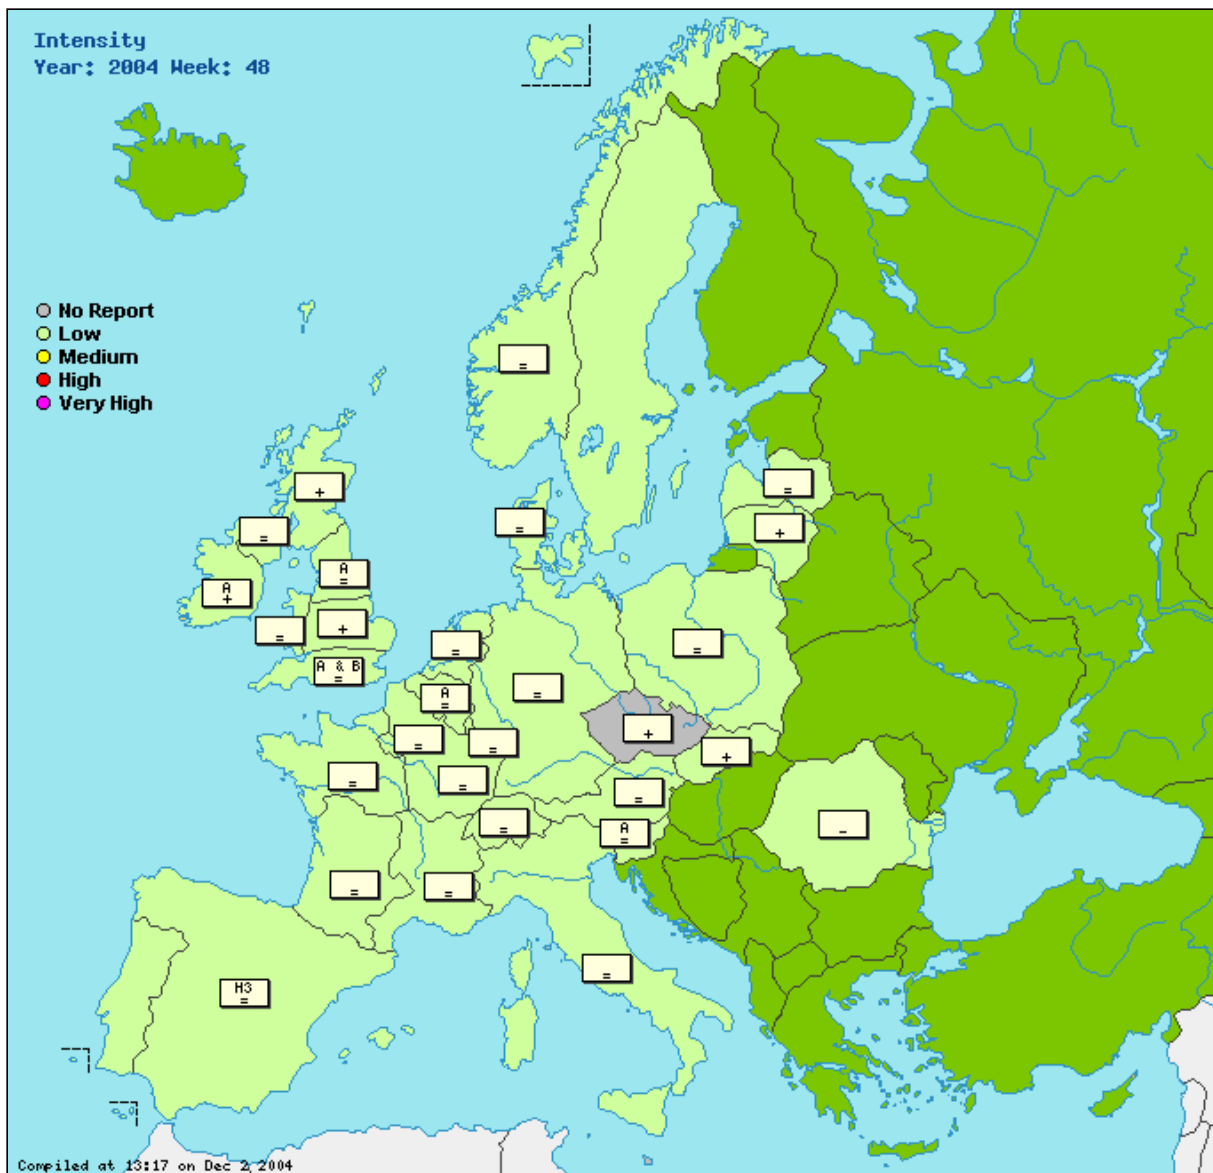 Intensity
Year: 2004 Week: 48
No Report
Low
Medium
High
Very High
=
+
=
=
=
+
A
=
A
+
=
+
=
=
A & B
=
=
A
=
+
=
=
+
=
=
=
=
-
A
=
=
=
=
H3
=
Compiled at 13:17 on Dec 2 2004